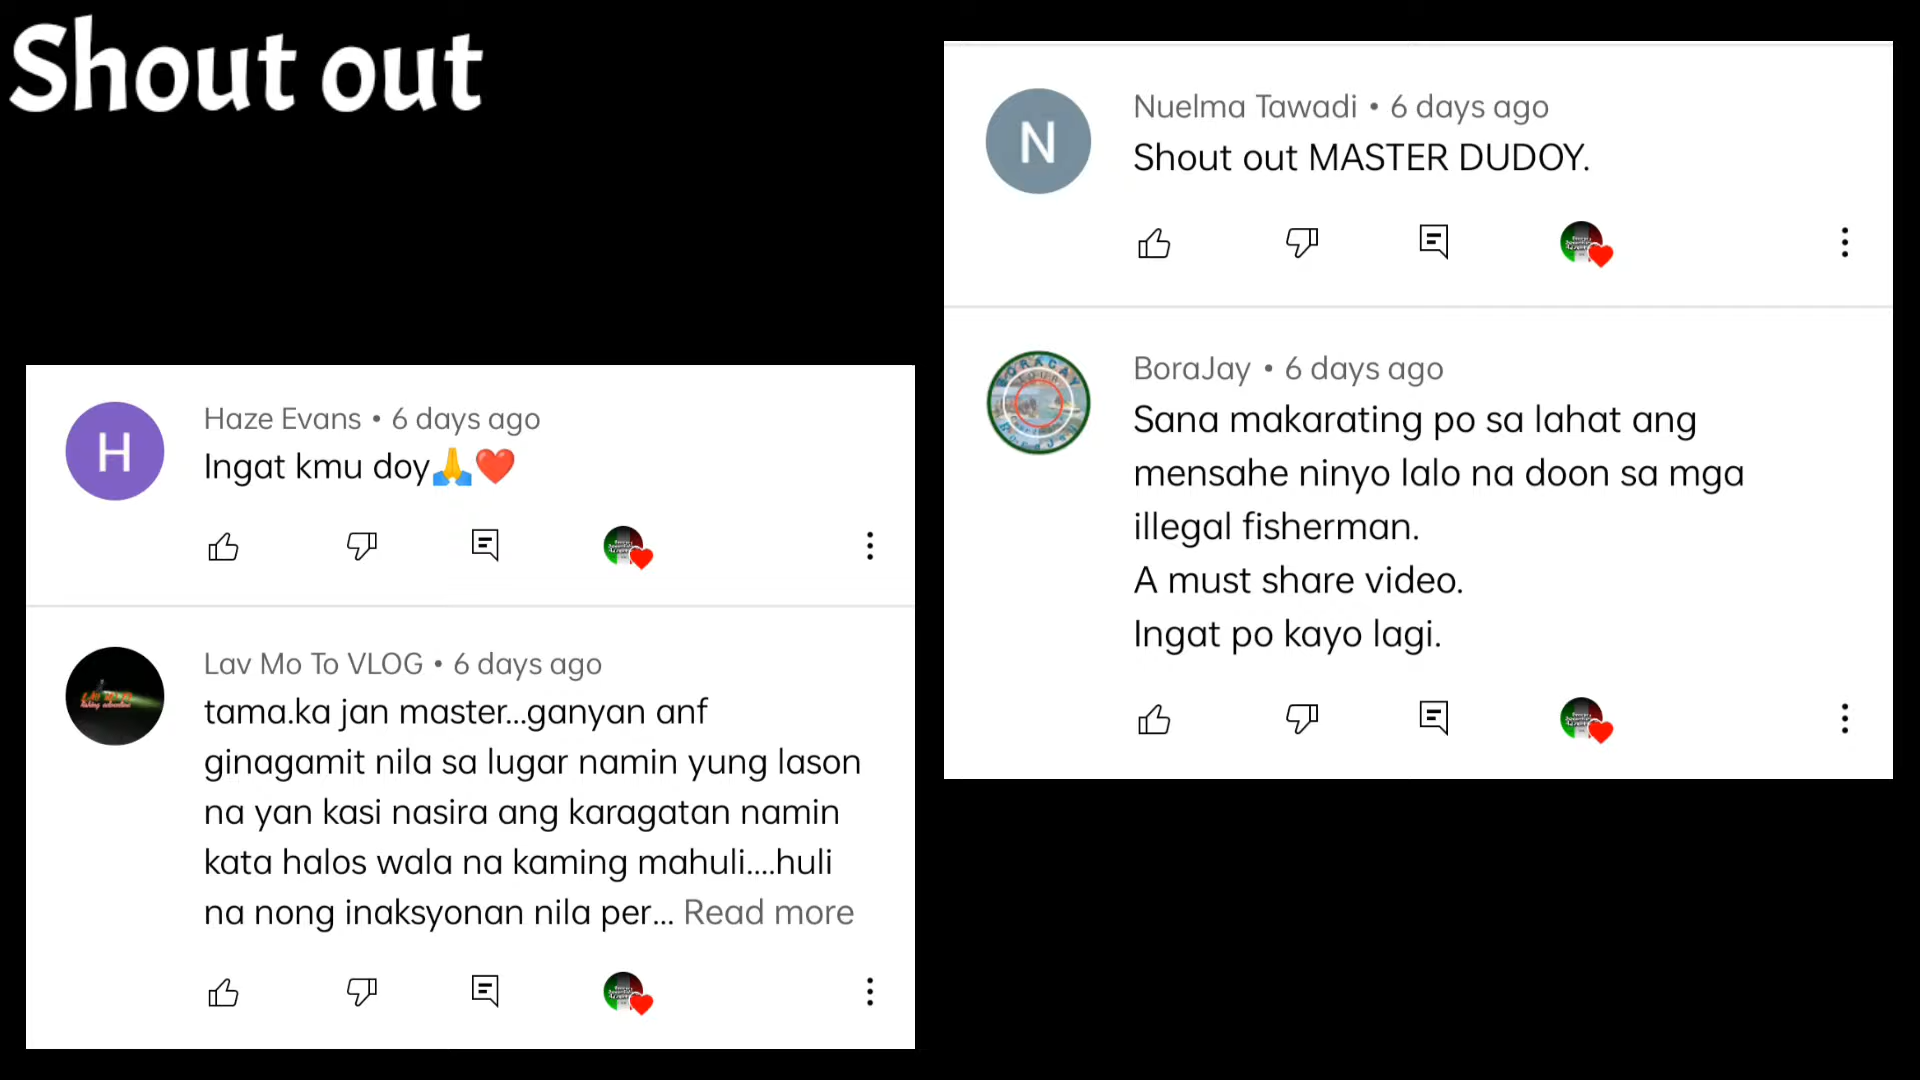 Shout out
H
Haze Evans • 6 days ago
Ingat kmu doy🙏❤️
Lav Mo To VLOG • 6 days ago
tama.ka jan master...ganyan anf
ginagamit nila sa lugar namin yung lason
na yan kasi nasira ang karagatan namin
kata halos wala na kaming mahuli....huli
na nong inaksyonan nila per... Read more
N
Nuelma Tawadi • 6 days ago
Shout out MASTER DUDOY.
BORACAY
BoraJay • 6 days ago
Sana makarating po sa lahat ang
mensahe ninyo lalo na doon sa mga
illegal fisherman.
A must share video.
Ingat po kayo lagi.